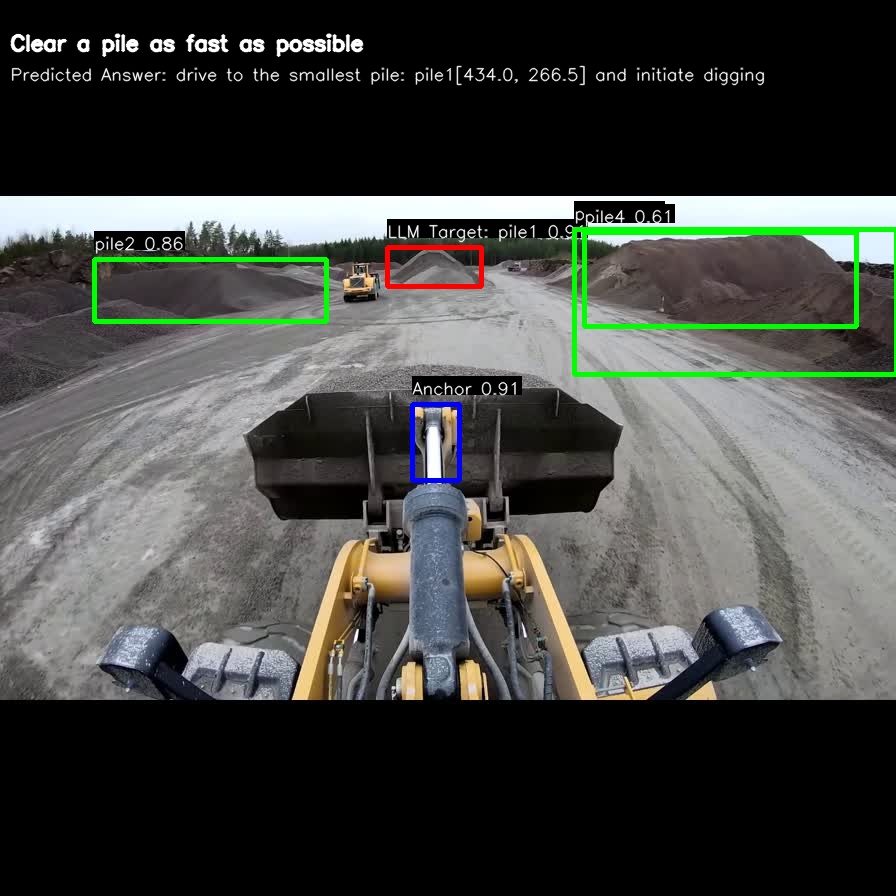 Clear a pile as fast as possible
Predicted Answer: drive to the smallest pile: pile1[434.0, 266.5] and initiate digging
Ppile4 0.61
LLM Target: pile1 0.9
pile2 0.86
Anchor 0.91